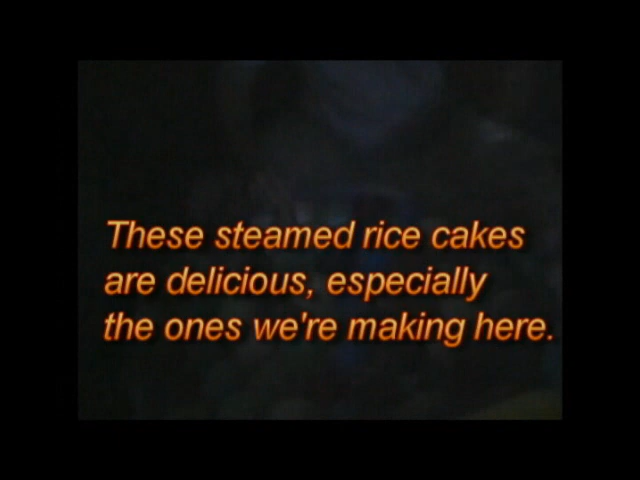 These steamed rice cakes
are delicious, especially
the ones we're making here.